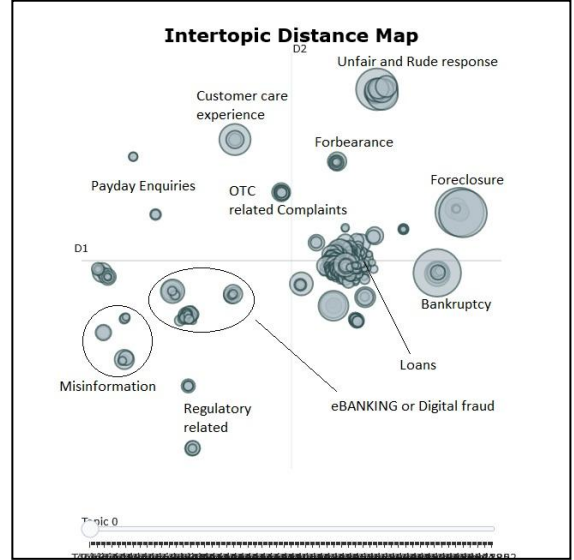 Intertopic Distance Map
D2
Unfair and Rude response
Customer care
experience
Forbearance
Payday Enquiries
OTC
related Complaints
Foreclosure
D1
Bankruptcy
Loans
Misinformation
eBANKING or Digital fraud
Regulatory
related
Topic 0